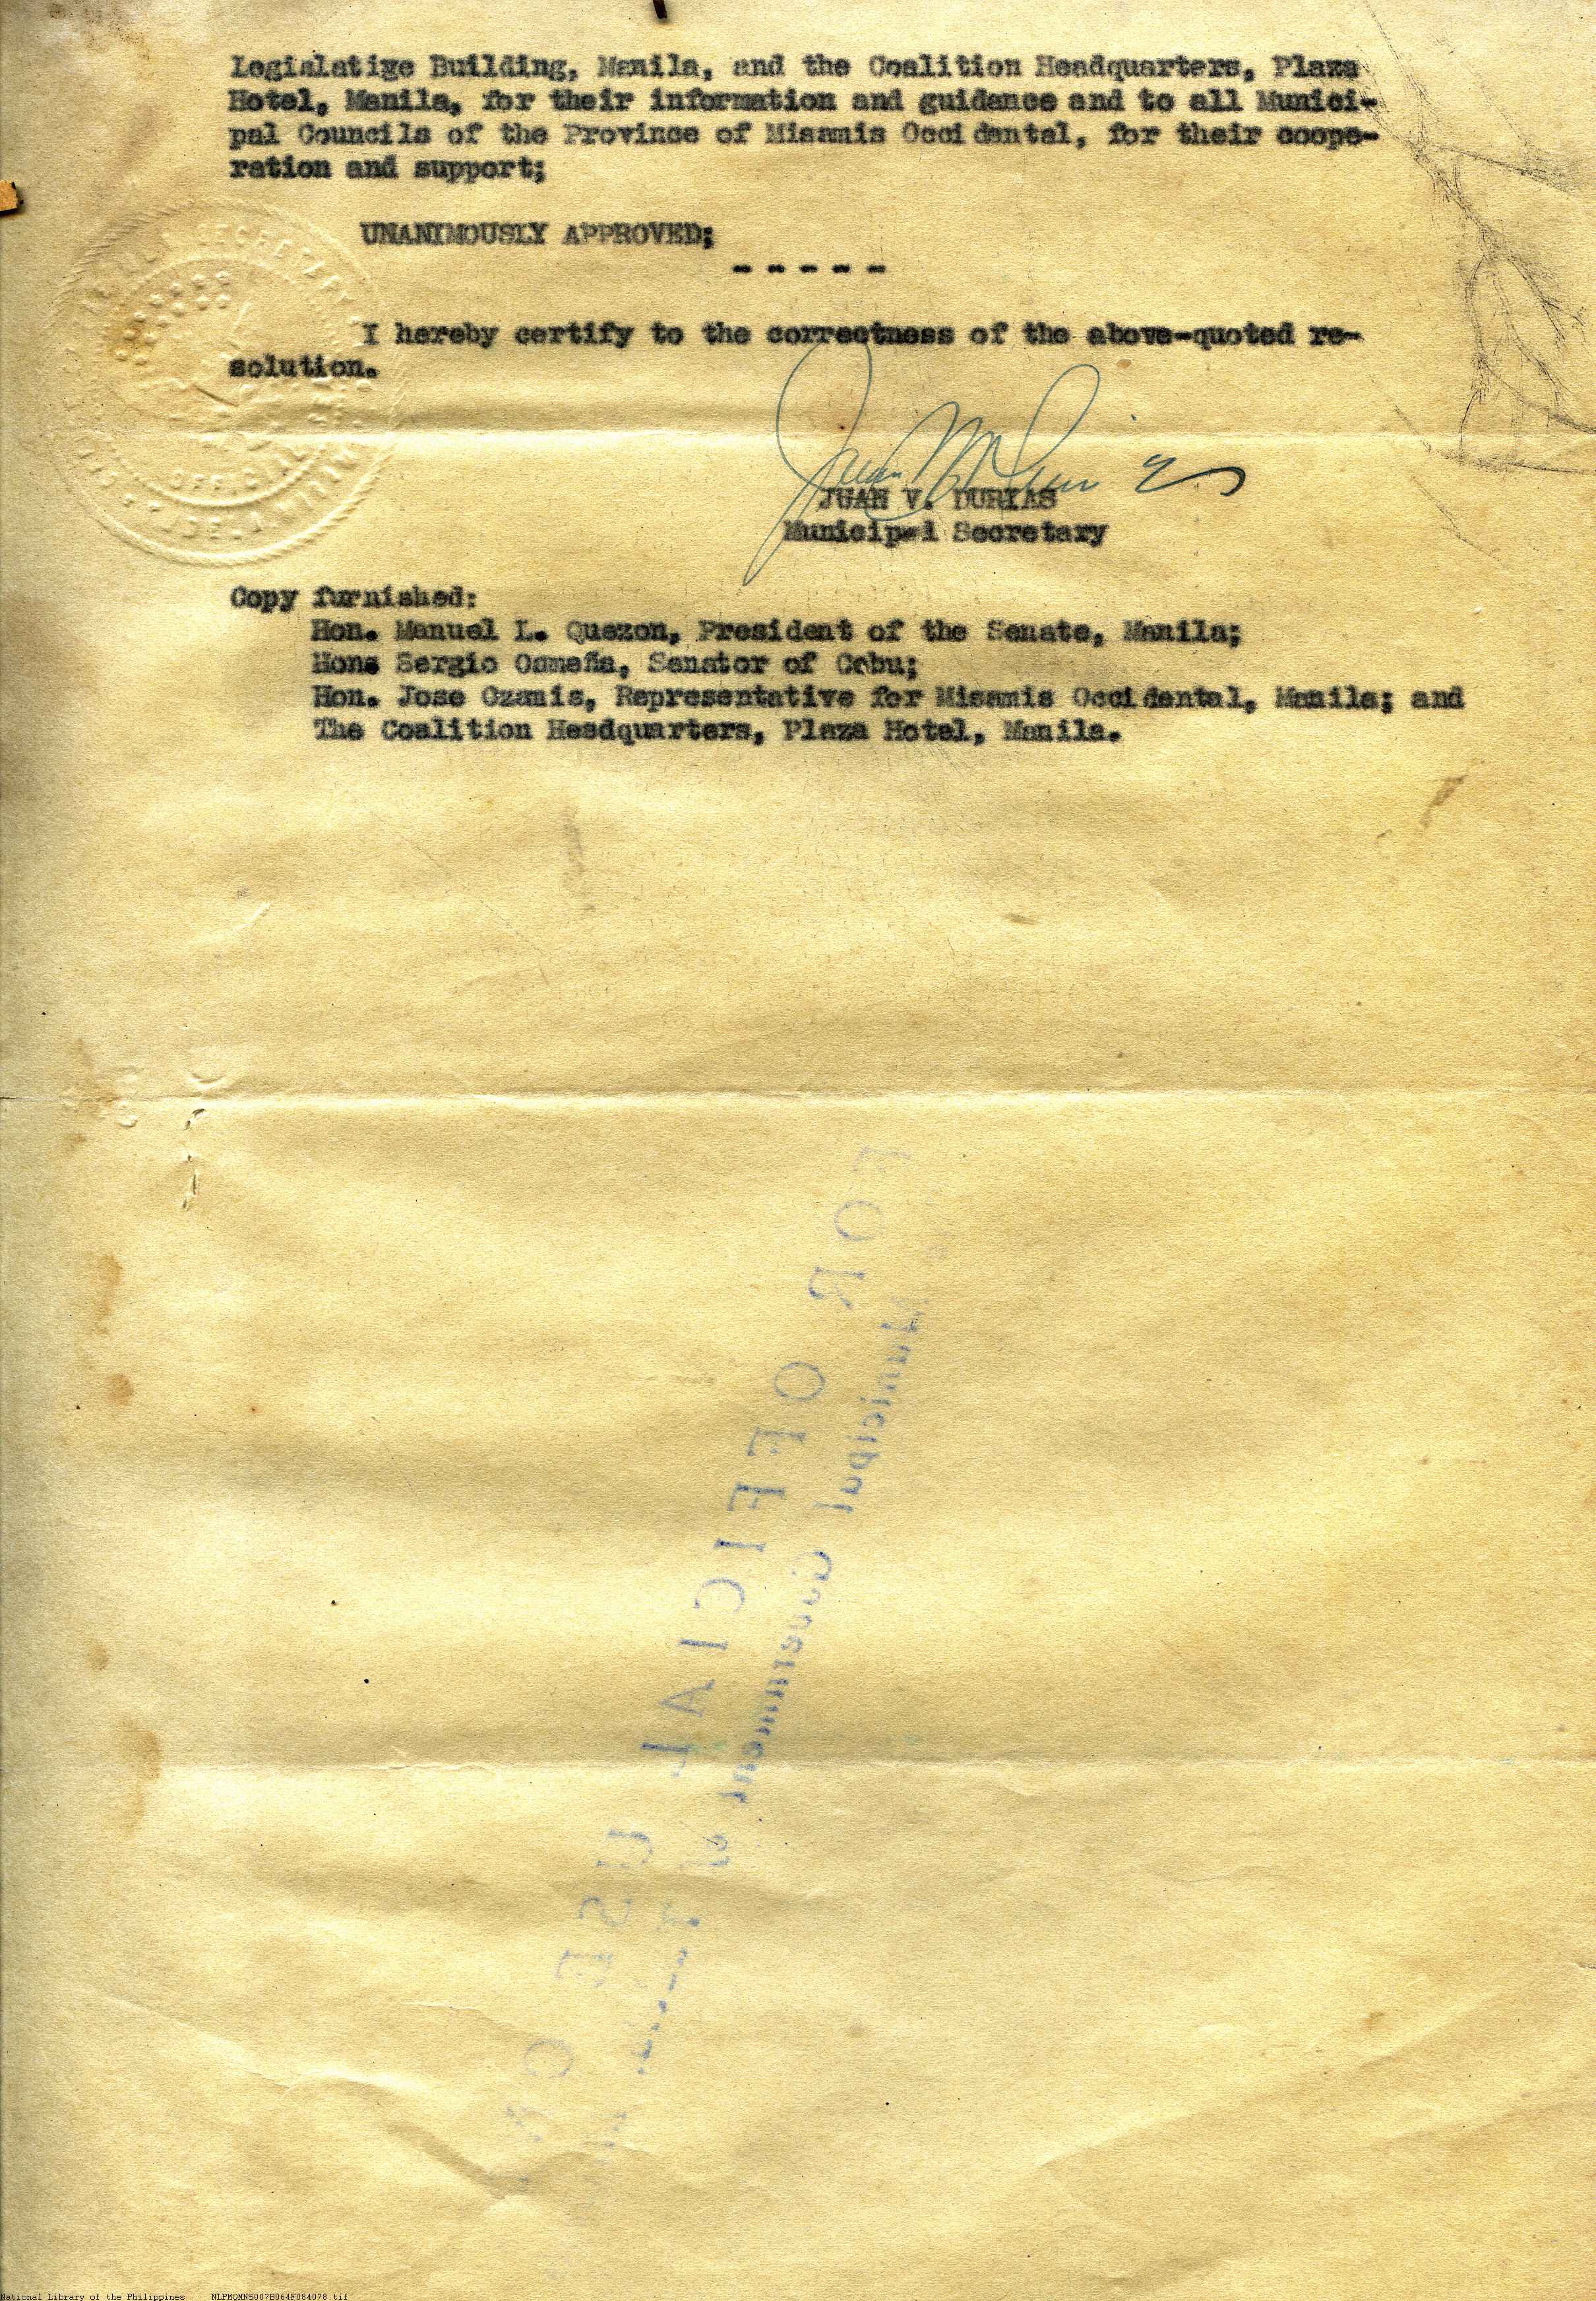 Legislative Building, Manila, and the Coalition Headquarters, Plaza
Hotel, Manila, for their information and guidance and to all Munici-
pal Councils of the Province of Misamis Occidental, for their coope-
ration and support;
UNANIMOUSLY APPROVED;
- - - - -
I hereby certify to the correctness of the above-quoted re-
solution.
JUAN V. DURIAS
Municipal Secretary
Copy furnished:
Hon. Manuel L. Quezon, President of the Senate, Manila;
Hons Sergio Osmeña, Senator of Cebu;
Hon. Jose Ozamis, Representative for Misamis Occidental, Manila; and
The Coalition Headquarters, Plaza Hotel, Manila.
SECRETARY
OFFICIAL
FOR OFFICIAL USE
Municipal Government of
National Library of the Philippines NLPMQMNS007B064F084078.tif